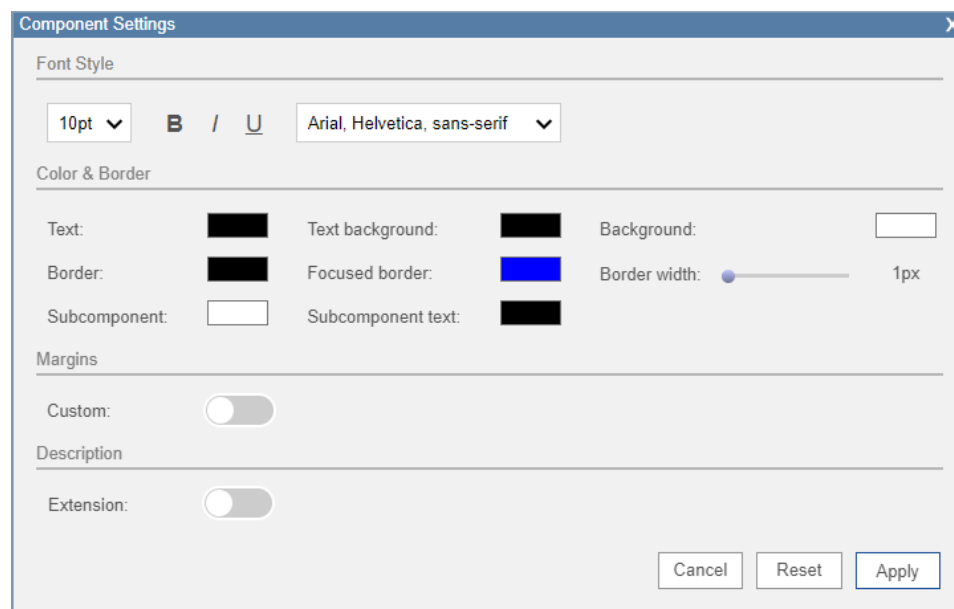 Component Settings X
Font Style
10pt B I U Arial, Helvetica, sans-serif
Color & Border
Text: Text background: Background:
Border: Focused border: Border width: 1px
Subcomponent: Subcomponent text:
Margins
Custom:
Description
Extension:
Cancel Reset Apply